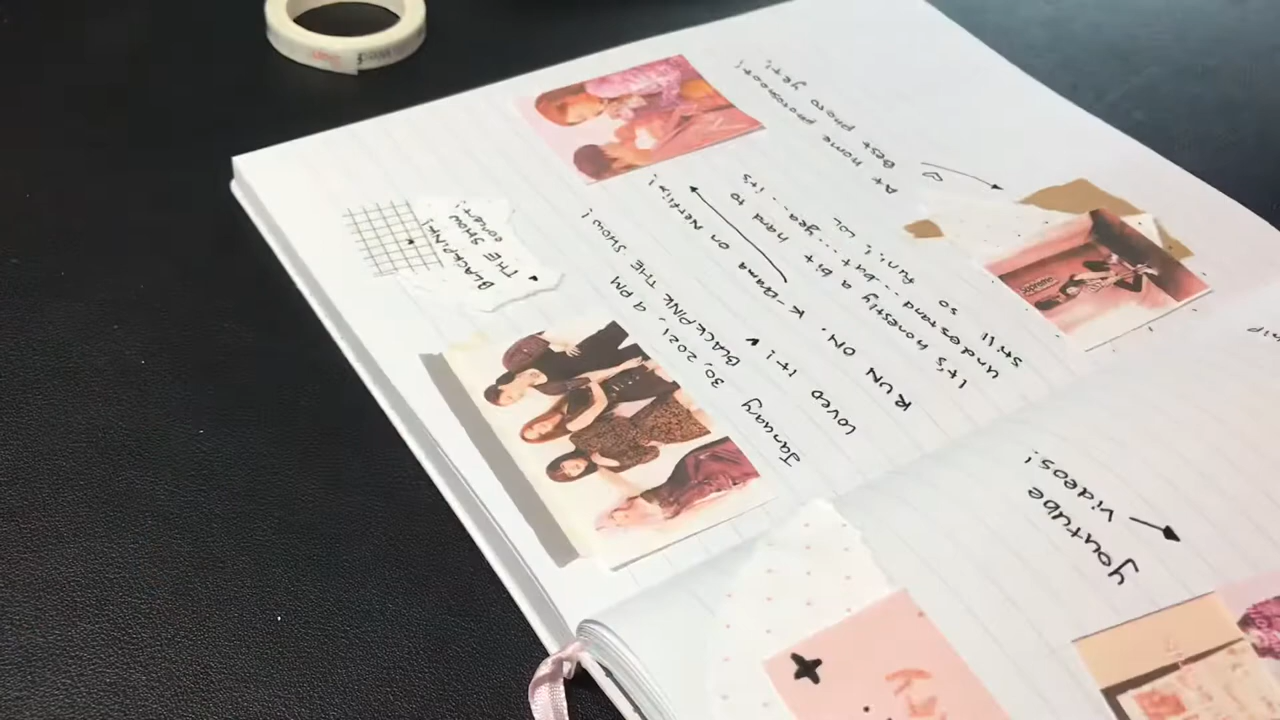 BLACKPINK!
THE SHOW
concert!
January 30, 2021, 9 PM
BLACKPINK THE SHOW!
Loved it!
RUN ON. K-drama on Netflix!
It's honestly a bit hard to
understand.. but.... yea.. it's
still so fun!, LOL
At home photoshoot!
Best photo yet!
Supreme
youtube
videos!